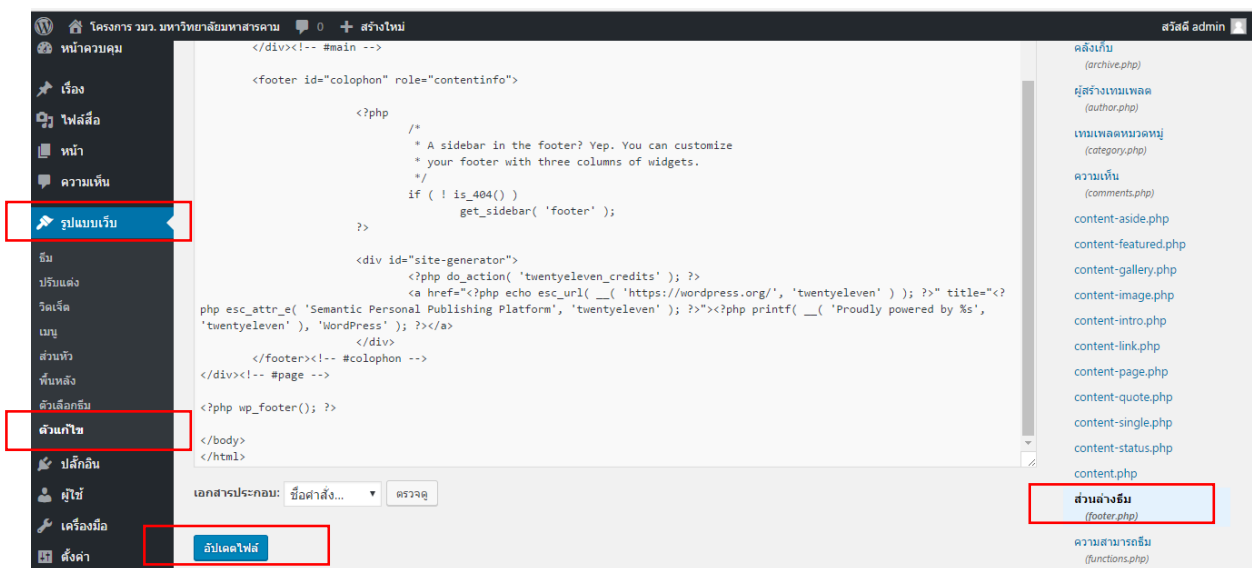 โครงการ วมว. มหาวิทยาลัยมหาสารคาม 0 + สร้างใหม่ สวัสดี admin
หน้าควบคุม
เรื่อง
ไฟล์สื่อ
หน้า
ความเห็น
รูปแบบเว็บ
ธีม
ปรับแต่ง
วิดเจ็ต
เมนู
ส่วนหัว
พื้นหลัง
ตัวเลือกธีม
ตัวแก้ไข
ปลั๊กอิน
ผู้ใช้
เครื่องมือ
ตั้งค่า
</div><!-- #main -->
<footer id="colophon" role="contentinfo">
<?php
/*
* A sidebar in the footer? Yep. You can customize
* your footer with three columns of widgets.
*/
if ( ! is_404() )
get_sidebar( 'footer' );
?>
<div id="site-generator">
<?php do_action( 'twentyeleven_credits' ); ?>
<a href="<?php echo esc_url( __( 'https://wordpress.org/', 'twentyeleven' ) ); ?>" title="<?
php esc_attr_e( 'Semantic Personal Publishing Platform', 'twentyeleven' ); ?>"><?php printf( __( 'Proudly powered by %s',
'twentyeleven' ), 'WordPress' ); ?></a>
</div>
</footer><!-- #colophon -->
</div><!-- #page -->
<?php wp_footer(); ?>
</body>
</html>
เอกสารประกอบ: ชื่อคำสั่ง... ตรวจดู
อัปเดตไฟล์
คลังเก็บ
(archive.php)
ผู้สร้างเทมเพลต
(author.php)
เทมเพลตหมวดหมู่
(category.php)
ความเห็น
(comments.php)
content-aside.php
content-featured.php
content-gallery.php
content-image.php
content-intro.php
content-link.php
content-page.php
content-quote.php
content-single.php
content-status.php
content.php
ส่วนล่างธีม
(footer.php)
ความสามารถธีม
(functions.php)